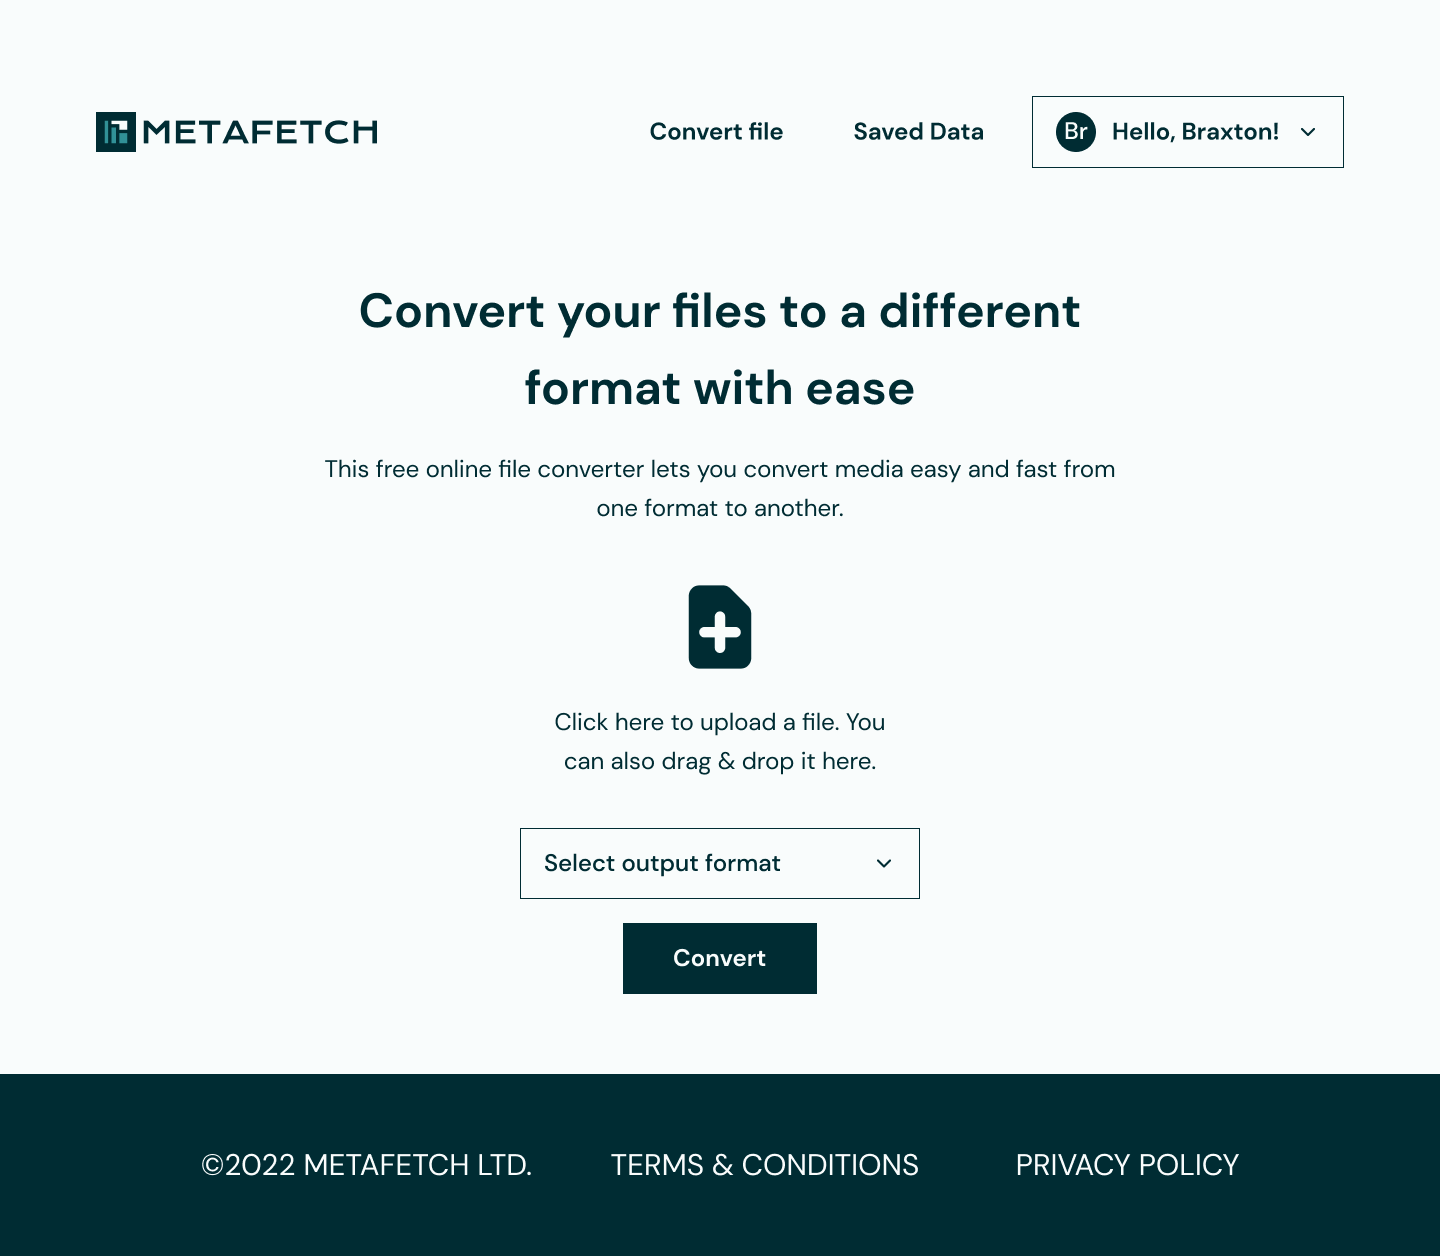 METAFETCH
Convert file
Saved Data
Br
Hello, Braxton!
Convert your files to a different
format with ease
This free online file converter lets you convert media easy and fast from
one format to another.
Click here to upload a file. You
can also drag & drop it here.
Select output format
Convert
©2022 METAFETCH LTD.
TERMS & CONDITIONS
PRIVACY POLICY